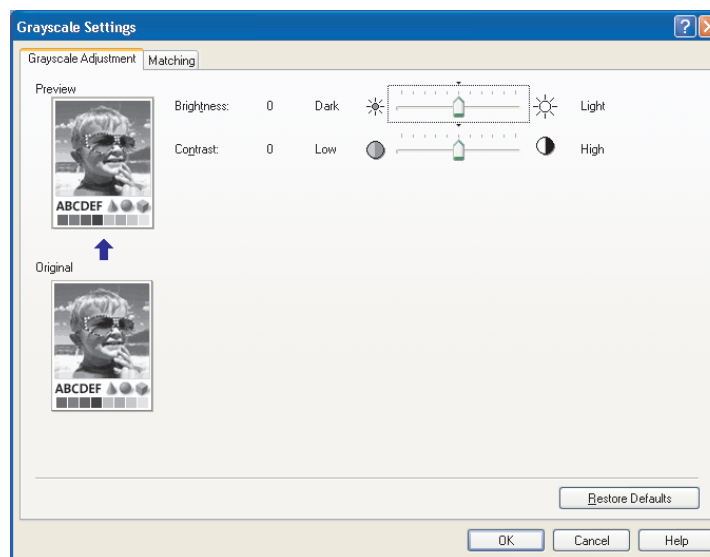 Grayscale Settings
Grayscale Adjustment Matching
Preview
Brightness: 0 Dark Light
Contrast: 0 Low High
ABCDEF
Original
ABCDEF
Restore Defaults
OK Cancel Help